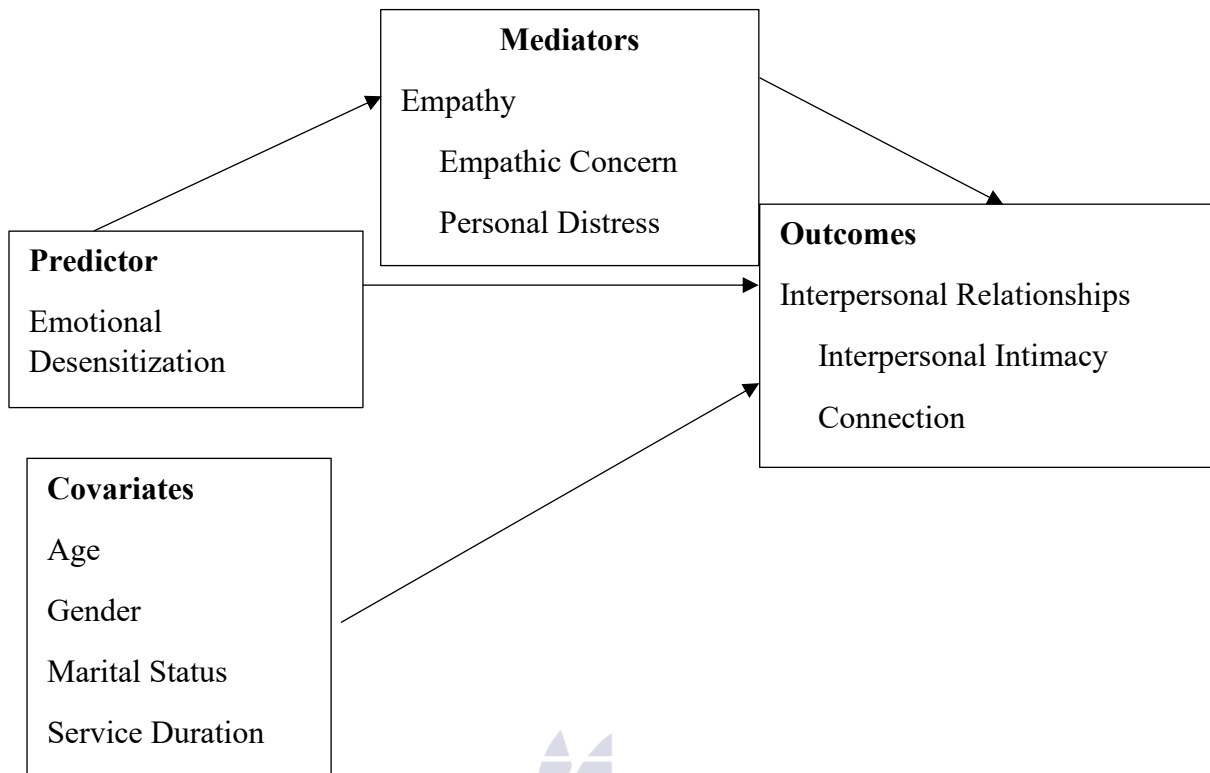 Mediators
Empathy
Empathic Concern
Personal Distress
Predictor
Emotional
Desensitization
Outcomes
Interpersonal Relationships
Interpersonal Intimacy
Connection
Covariates
Age
Gender
Marital Status
Service Duration